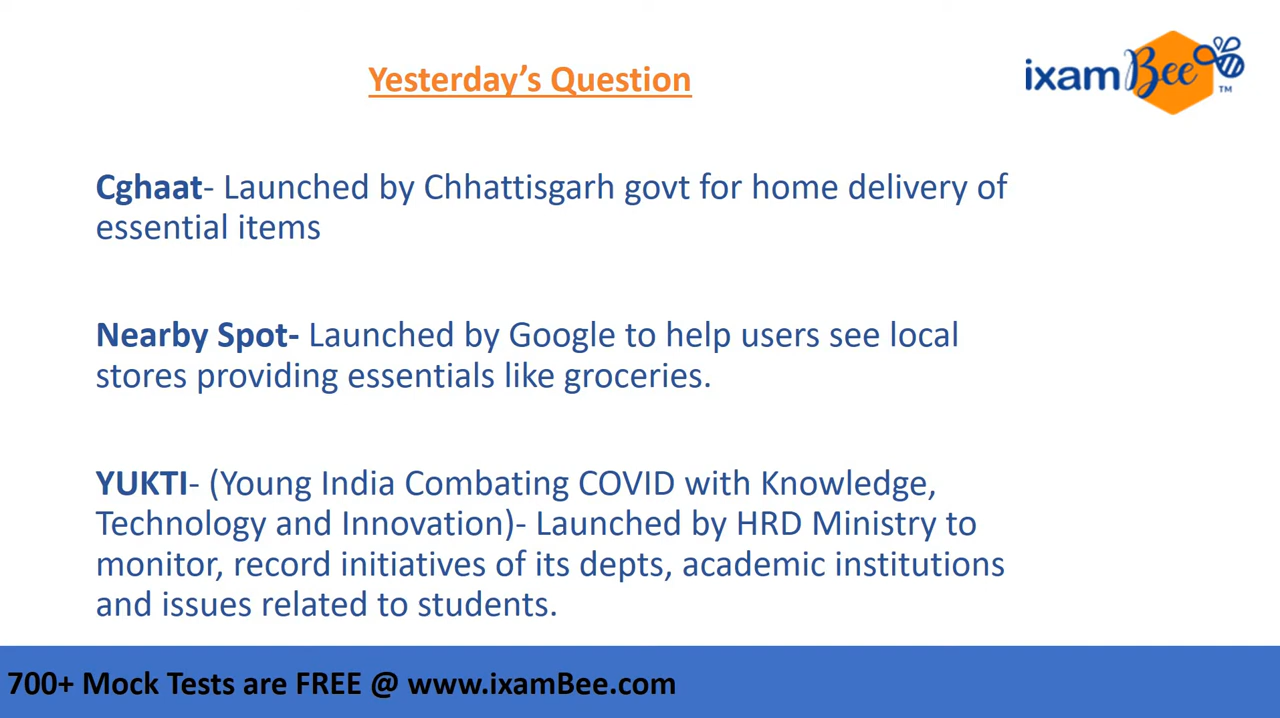 Yesterday's Question
ixamBee TM
Cghaat- Launched by Chhattisgarh govt for home delivery of
essential items
Nearby Spot- Launched by Google to help users see local
stores providing essentials like groceries.
YUKTI- (Young India Combating COVID with Knowledge,
Technology and Innovation)- Launched by HRD Ministry to
monitor, record initiatives of its depts, academic institutions
and issues related to students.
700+ Mock Tests are FREE @ www.ixamBee.com